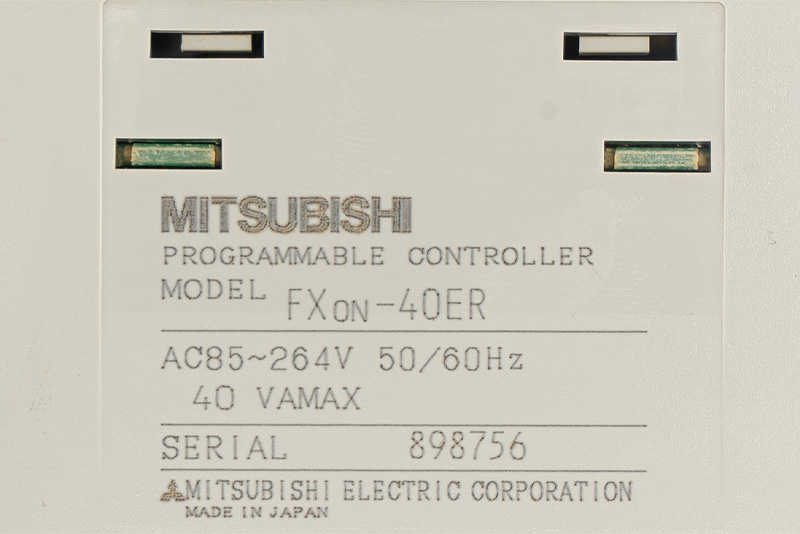 MITSUBISHI
PROGRAMMABLE CONTROLLER
MODEL FX0N-40ER
AC85~264V 50/60Hz
40 VAMAX
SERIAL 898756
MITSUBISHI ELECTRIC CORPORATION
MADE IN JAPAN